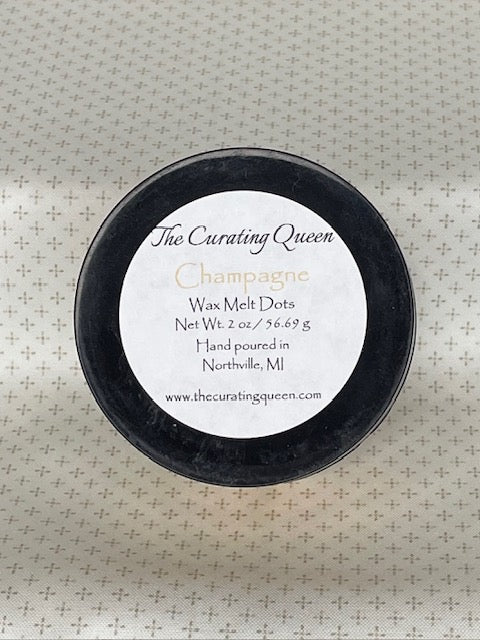 The Curating Queen
Champagne
Wax Melt Dots
Net Wt. 2 oz / 56.69 g
Hand poured in
Northville, MI
www.thecuratingqueen.com